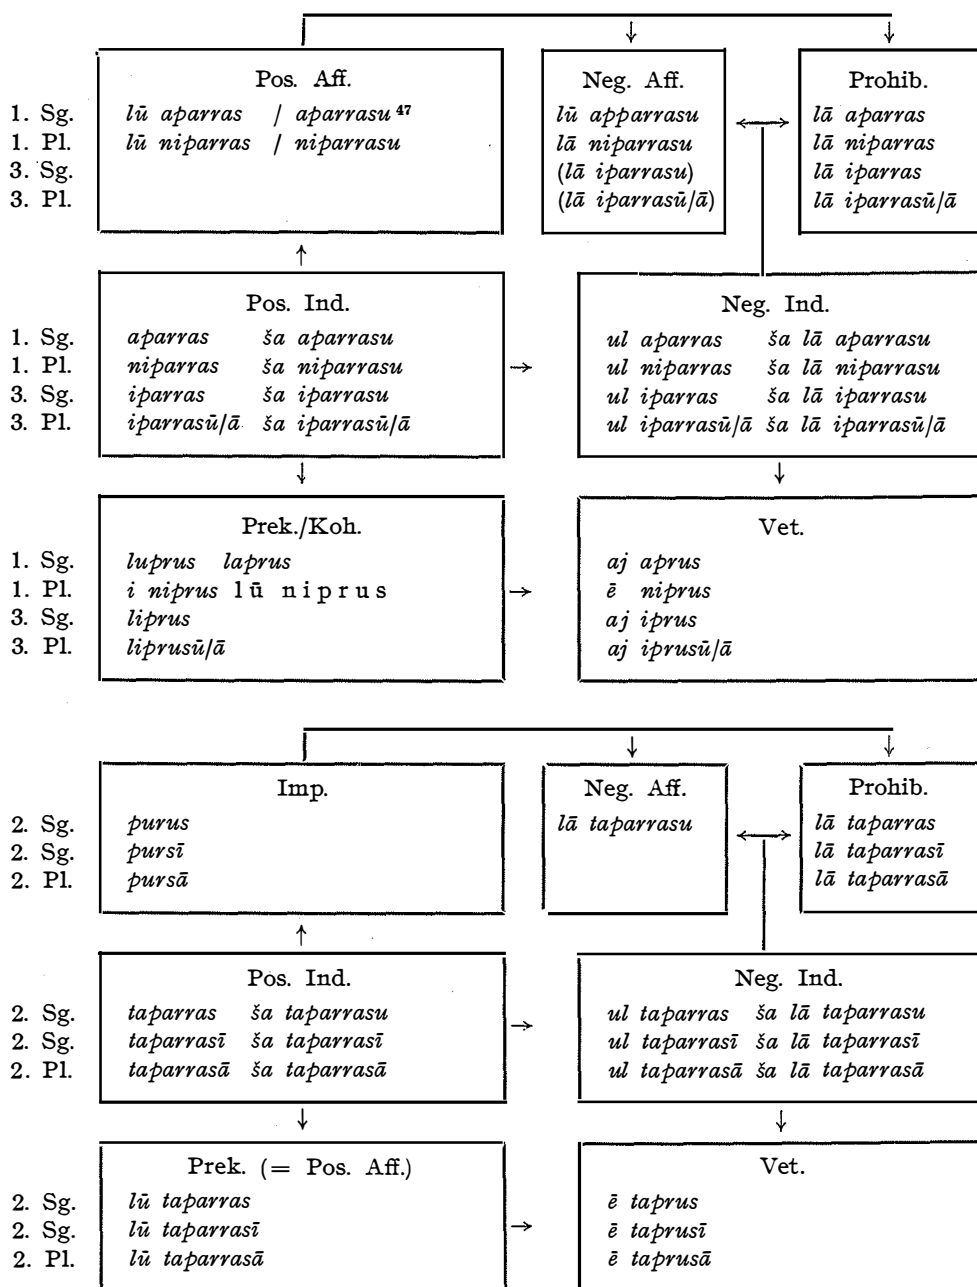 Pos. Aff. Neg. Aff. Prohib.
1. Sg. lū aparras / aparrasu ⁴⁷ lū apparrasu lā aparras
1. Pl. lū niparras / niparrasu lā niparrasu lā niparras
3. Sg. (lā iparrasu) lā iparras
3. Pl. (lā iparrasū/ā) lā iparrasū/ā
Pos. Ind. Neg. Ind.
1. Sg. aparras ša aparrasu ul aparras ša lā aparrasu
1. Pl. niparras ša niparrasu ul niparras ša lā niparrasu
3. Sg. iparras ša iparrasu ul iparras ša lā iparrasu
3. Pl. iparrasū/ā ša iparrasū/ā ul iparrasū/ā ša lā iparrasū/ā
Prek./Koh. Vet.
1. Sg. luprus laprus aj aprus
1. Pl. i niprus lū niprus ē niprus
3. Sg. liprus aj iprus
3. Pl. liprusū/ā aj iprusū/ā
Imp. Neg. Aff. Prohib.
2. Sg. purus lā taparrasu lā taparras
2. Sg. pursī lā taparrasī
2. Pl. pursā lā taparrasā
Pos. Ind. Neg. Ind.
2. Sg. taparras ša taparrasu ul taparras ša lā taparrasu
2. Sg. taparrasī ša taparrasī ul taparrasī ša lā taparrasī
2. Pl. taparrasā ša taparrasā ul taparrasā ša lā taparrasā
Prek. (= Pos. Aff.) Vet.
2. Sg. lū taparras ē taprus
2. Sg. lū taparrasī ē taprusī
2. Pl. lū taparrasā ē taprusā